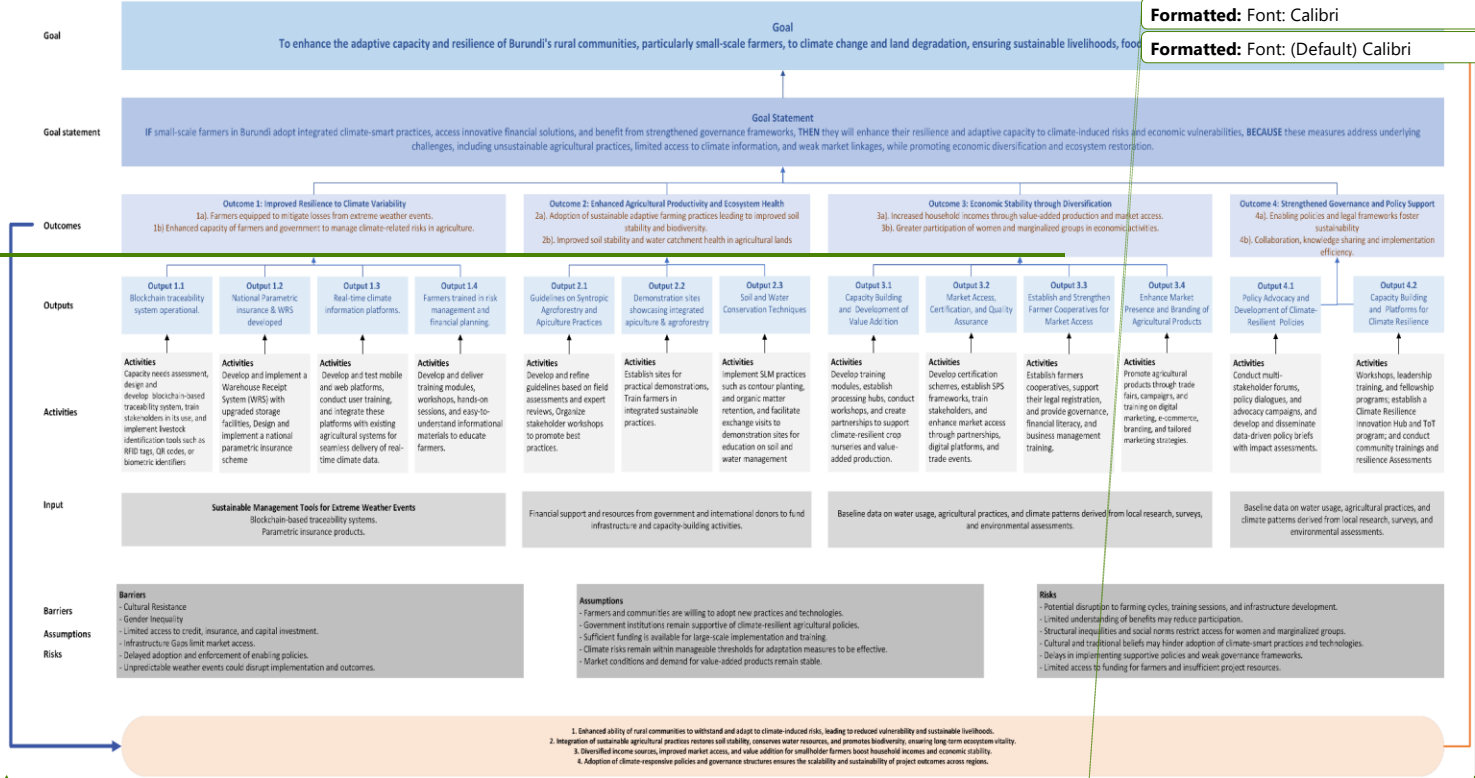 Formatted: Font: Calibri
Formatted: Font: (Default) Calibri
Goal
Goal
To enhance the adaptive capacity and resilience of Burundi's rural communities, particularly small-scale farmers, to climate change and land degradation, ensuring sustainable livelihoods, food
Goal statement
Goal Statement
IF small-scale farmers in Burundi adopt integrated climate-smart practices, access innovative financial solutions, and benefit from strengthened governance frameworks, THEN they will enhance their resilience and adaptive capacity to climate-induced risks and economic vulnerabilities, BECAUSE these measures address underlying
challenges, including unsustainable agricultural practices, limited access to climate information, and weak market linkages, while promoting economic diversification and ecosystem restoration.
Outcomes
Outcome 1: Improved Resilience to Climate Variability
1a). Farmers equipped to mitigate losses from extreme weather events.
1b) Enhanced capacity of farmers and government to manage climate-related risks in agriculture.
Outcome 2: Enhanced Agricultural Productivity and Ecosystem Health
2a). Adoption of sustainable adaptive farming practices leading to improved soil
stability and biodiversity.
2b). Improved soil stability and water catchment health in agricultural lands
Outcome 3: Economic Stability through Diversification
3a). Increased household incomes through value-added production and market access.
3b). Greater participation of women and marginalized groups in economic activities.
Outcome 4: Strengthened Governance and Policy Support
4a). Enabling policies and legal frameworks foster
sustainability
4b). Collaboration, knowledge sharing and implementation
efficiency.
Outputs
Output 1.1
Blockchain traceability
system operational.
Output 1.2
National Parametric
insurance & WRS
developed
Output 1.3
Real-time climate
information platforms.
Output 1.4
Farmers trained in risk
management and
financial planning.
Output 2.1
Guidelines on Syntropic
Agroforestry and
Apiculture Practices
Output 2.2
Demonstration sites
showcasing integrated
apiculture & agroforestry
Output 2.3
Soil and Water
Conservation Techniques
Output 3.1
Capacity Building
and Development of
Value Addition
Output 3.2
Market Access,
Certification, and Quality
Assurance
Output 3.3
Establish and Strengthen
Farmer Cooperatives for
Market Access
Output 3.4
Enhance Market
Presence and Branding of
Agricultural Products
Output 4.1
Policy Advocacy and
Development of Climate-
Resilient Policies
Output 4.2
Capacity Building
and Platforms for
Climate Resilience
Activities
Activities
Capacity needs assessment,
design and
develop blockchain-based
traceability system, train
stakeholders in its use, and
implement livestock
identification tools such as
RFID tags, QR codes, or
biometric identifiers
Activities
Develop and implement a
Warehouse Receipt
System (WRS) with
upgraded storage
facilities, Design and
implement a national
parametric insurance
scheme
Activities
Develop and test mobile
and web platforms,
conduct user training,
and integrate these
platforms with existing
agricultural systems for
seamless delivery of real-
time climate data.
Activities
Develop and deliver
training modules,
workshops, hands-on
sessions, and easy-to-
understand informational
materials to educate
farmers.
Activities
Develop and refine
guidelines based on field
assessments and expert
reviews, Organize
stakeholder workshops
to promote best
practices.
Activities
Establish sites for
practical demonstrations,
Train farmers in
integrated sustainable
practices.
Activities
Implement SLM practices
such as contour planting,
and organic matter
retention, and facilitate
exchange visits to
demonstration sites for
education on soil and
water management
Activities
Develop training
modules, establish
processing hubs, conduct
workshops, and create
partnerships to support
climate-resilient crop
nurseries and value-
added production.
Activities
Develop certification
schemes, establish SPS
frameworks, train
stakeholders, and
enhance market access
through partnerships,
digital platforms, and
trade events.
Activities
Establish farmers
cooperatives, support
their legal registration,
and provide governance,
financial literacy, and
business management
training.
Activities
Promote agricultural
products through trade
fairs, campaigns, and
training on digital
marketing, e-commerce,
branding, and tailored
marketing strategies.
Activities
Conduct multi-
stakeholder forums,
policy dialogues, and
advocacy campaigns, and
develop and disseminate
data-driven policy briefs
with impact assessments.
Activities
Workshops, leadership
training, and fellowship
programs; establish a
Climate Resilience
Innovation Hub and ToT
program; and conduct
community trainings and
resilience Assessments
Input
Sustainable Management Tools for Extreme Weather Events
Blockchain-based traceability systems.
Parametric insurance products.
Financial support and resources from government and international donors to fund
infrastructure and capacity-building activities.
Baseline data on water usage, agricultural practices, and climate patterns derived from local research, surveys,
and environmental assessments.
Baseline data on water usage, agricultural practices, and
climate patterns derived from local research, surveys, and
environmental assessments.
Barriers
Assumptions
Risks
Barriers
- Cultural Resistance
- Gender Inequality
- Limited access to credit, insurance, and capital investment.
- Infrastructure Gaps limit market access.
- Delayed adoption and enforcement of enabling policies.
- Unpredictable weather events could disrupt implementation and outcomes.
Assumptions
- Farmers and communities are willing to adopt new practices and technologies.
- Government institutions remain supportive of climate-resilient agricultural policies.
- Sufficient funding is available for large-scale implementation and training.
- Climate risks remain within manageable thresholds for adaptation measures to be effective.
- Market conditions and demand for value-added products remain stable.
Risks
- Potential disruption to farming cycles, training sessions, and infrastructure development.
- Limited understanding of benefits may reduce participation.
- Structural inequalities and social norms restrict access for women and marginalized groups.
- Cultural and traditional beliefs may hinder adoption of climate-smart practices and technologies.
- Delays in implementing supportive policies and weak governance frameworks.
- Limited access to funding for farmers and insufficient project resources.
1. Enhanced ability of rural communities to withstand and adapt to climate-induced risks, leading to reduced vulnerability and sustainable livelihoods.
2. Integration of sustainable agricultural practices restores soil stability, conserves water resources, and promotes biodiversity, ensuring long-term ecosystem vitality.
3. Diversified income sources, improved market access, and value addition for smallholder farmers boost household incomes and economic stability.
4. Adoption of climate-responsive policies and governance structures ensures the scalability and sustainability of project outcomes across regions.